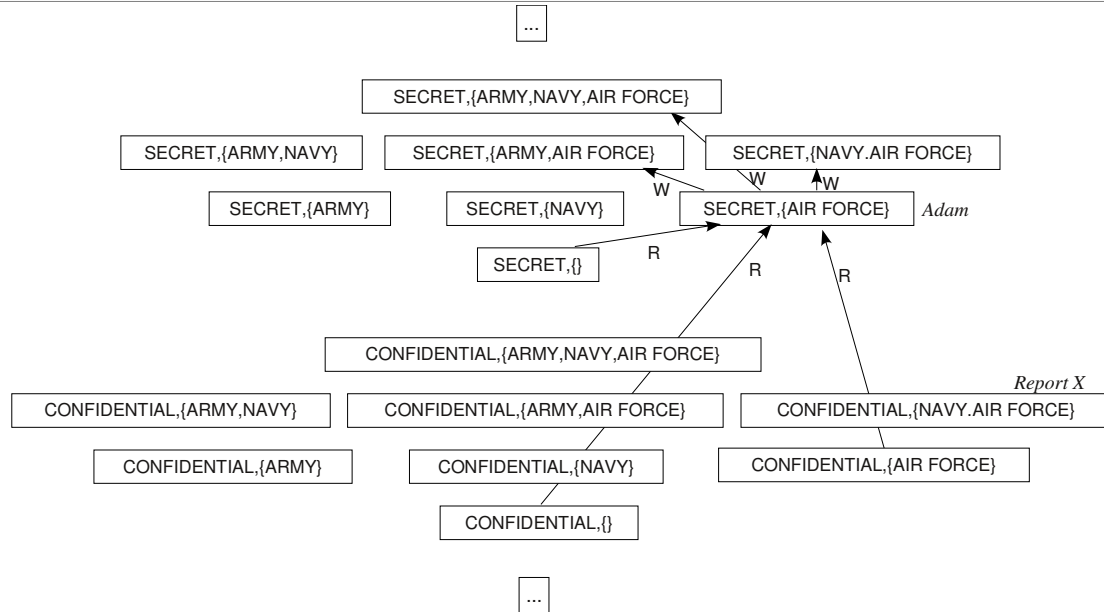 ...
SECRET,{ARMY,NAVY,AIR FORCE}
SECRET,{ARMY,NAVY}
SECRET,{ARMY,AIR FORCE}
SECRET,{NAVY.AIR FORCE}
W
W
W
SECRET,{ARMY}
SECRET,{NAVY}
SECRET,{AIR FORCE}
Adam
SECRET,{}
R
R
R
CONFIDENTIAL,{ARMY,NAVY,AIR FORCE}
Report X
CONFIDENTIAL,{ARMY,NAVY}
CONFIDENTIAL,{ARMY,AIR FORCE}
CONFIDENTIAL,{NAVY.AIR FORCE}
CONFIDENTIAL,{ARMY}
CONFIDENTIAL,{NAVY}
CONFIDENTIAL,{AIR FORCE}
CONFIDENTIAL,{}
...